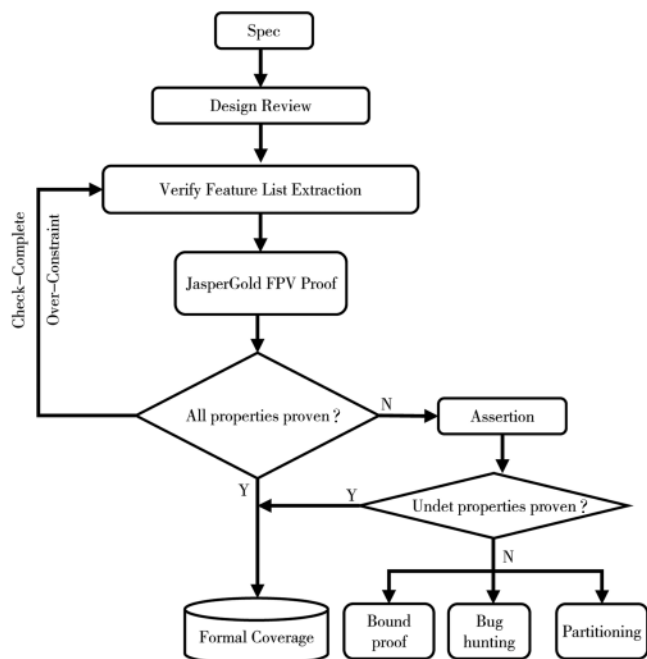 Spec
Design Review
Verify Feature List Extraction
Check-Complete
Over-Constraint
JasperGold FPV Proof
All properties proven?
N
Assertion
Y
Y
Undet properties proven?
N
Formal Coverage
Bound
proof
Bug
hunting
Partitioning